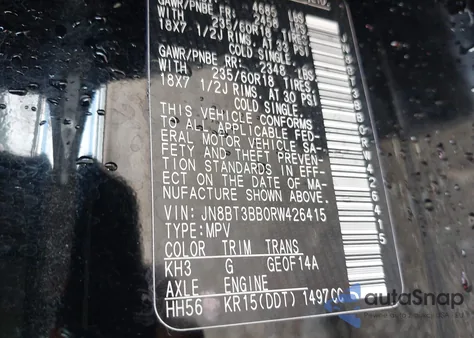 GAWR/PNBE
LBS
WITH 235/60R18 TIRES,
18X7 1/2J RIMS, AT 33 PSI
COLD SINGLE
GAWR/PNBE RR: 2348 LBS
WITH 235/60R18 TIRES,
18X7 1/2J RIMS, AT 30 PSI
COLD SINGLE
THIS VEHICLE CONFORMS
TO ALL APPLICABLE FED-
ERAL MOTOR VEHICLE SA-
FETY AND THEFT PREVEN-
TION STANDARDS IN EFF-
ECT ON THE DATE OF MA-
NUFACTURE SHOWN ABOVE.
VIN: JN8BT3BB0RW426415
TYPE:MPV
COLOR TRIM TRANS
KH3 G GE0F14A
AXLE ENGINE
HH56 KR15(DDT) 1497CC
autoSnap